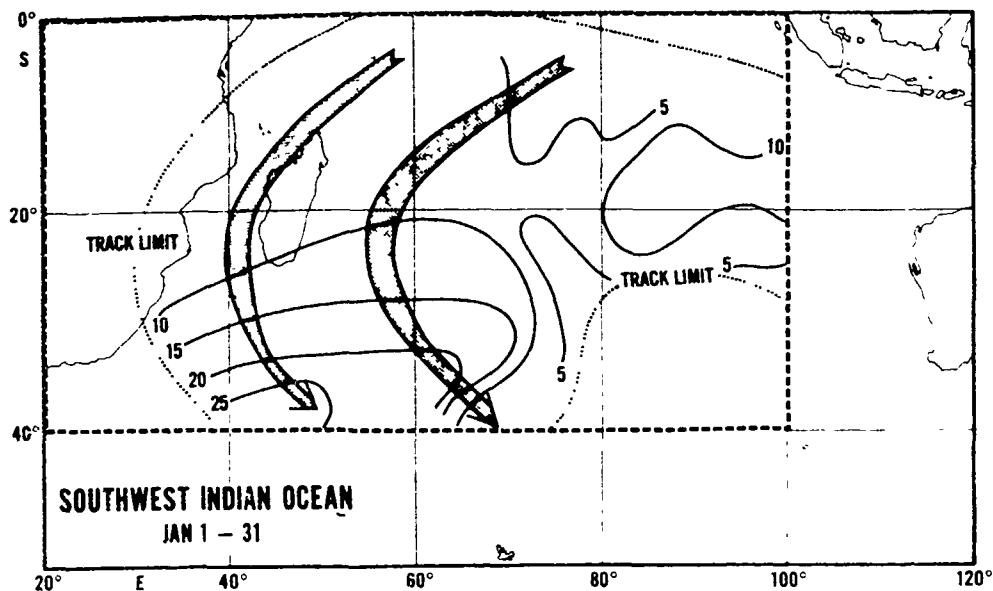 0°
S
5
10
20°
TRACK LIMIT
TRACK LIMIT
5
10
15
20
5
25
40°
SOUTHWEST INDIAN OCEAN
JAN 1 – 31
20°
E
40°
60°
80°
100°
120°